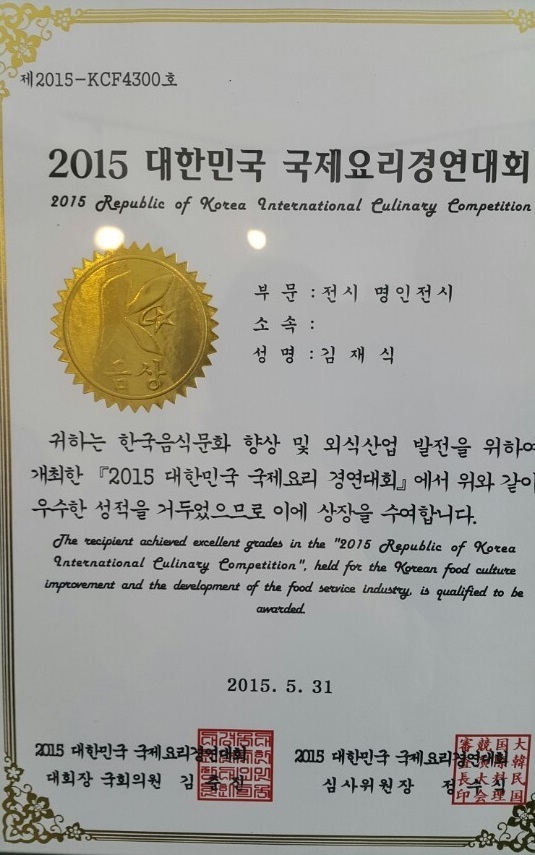 제2015-KCF4300호
2015 대한민국 국제요리경연대회
2015 Republic of Korea International Culinary Competition
부 문 : 전시 명인전시
소 속 :
성 명 : 김 재 식
금상
귀하는 한국음식문화 향상 및 외식산업 발전을 위하여
개최한 『2015 대한민국 국제요리 경연대회』에서 위와 같이
우수한 성적을 거두었으므로 이에 상장을 수여합니다.
The recipient achieved excellent grades in the "2015 Republic of Korea
International Culinary Competition", held for the Korean food culture
improvement and the development of the food service industry, is qualified to be
awarded.
2015. 5. 31
2015 대한민국 국제요리경연대회
대회장 국회의원 김
2015 대한민국 국제요리경연대회
심사위원장 정